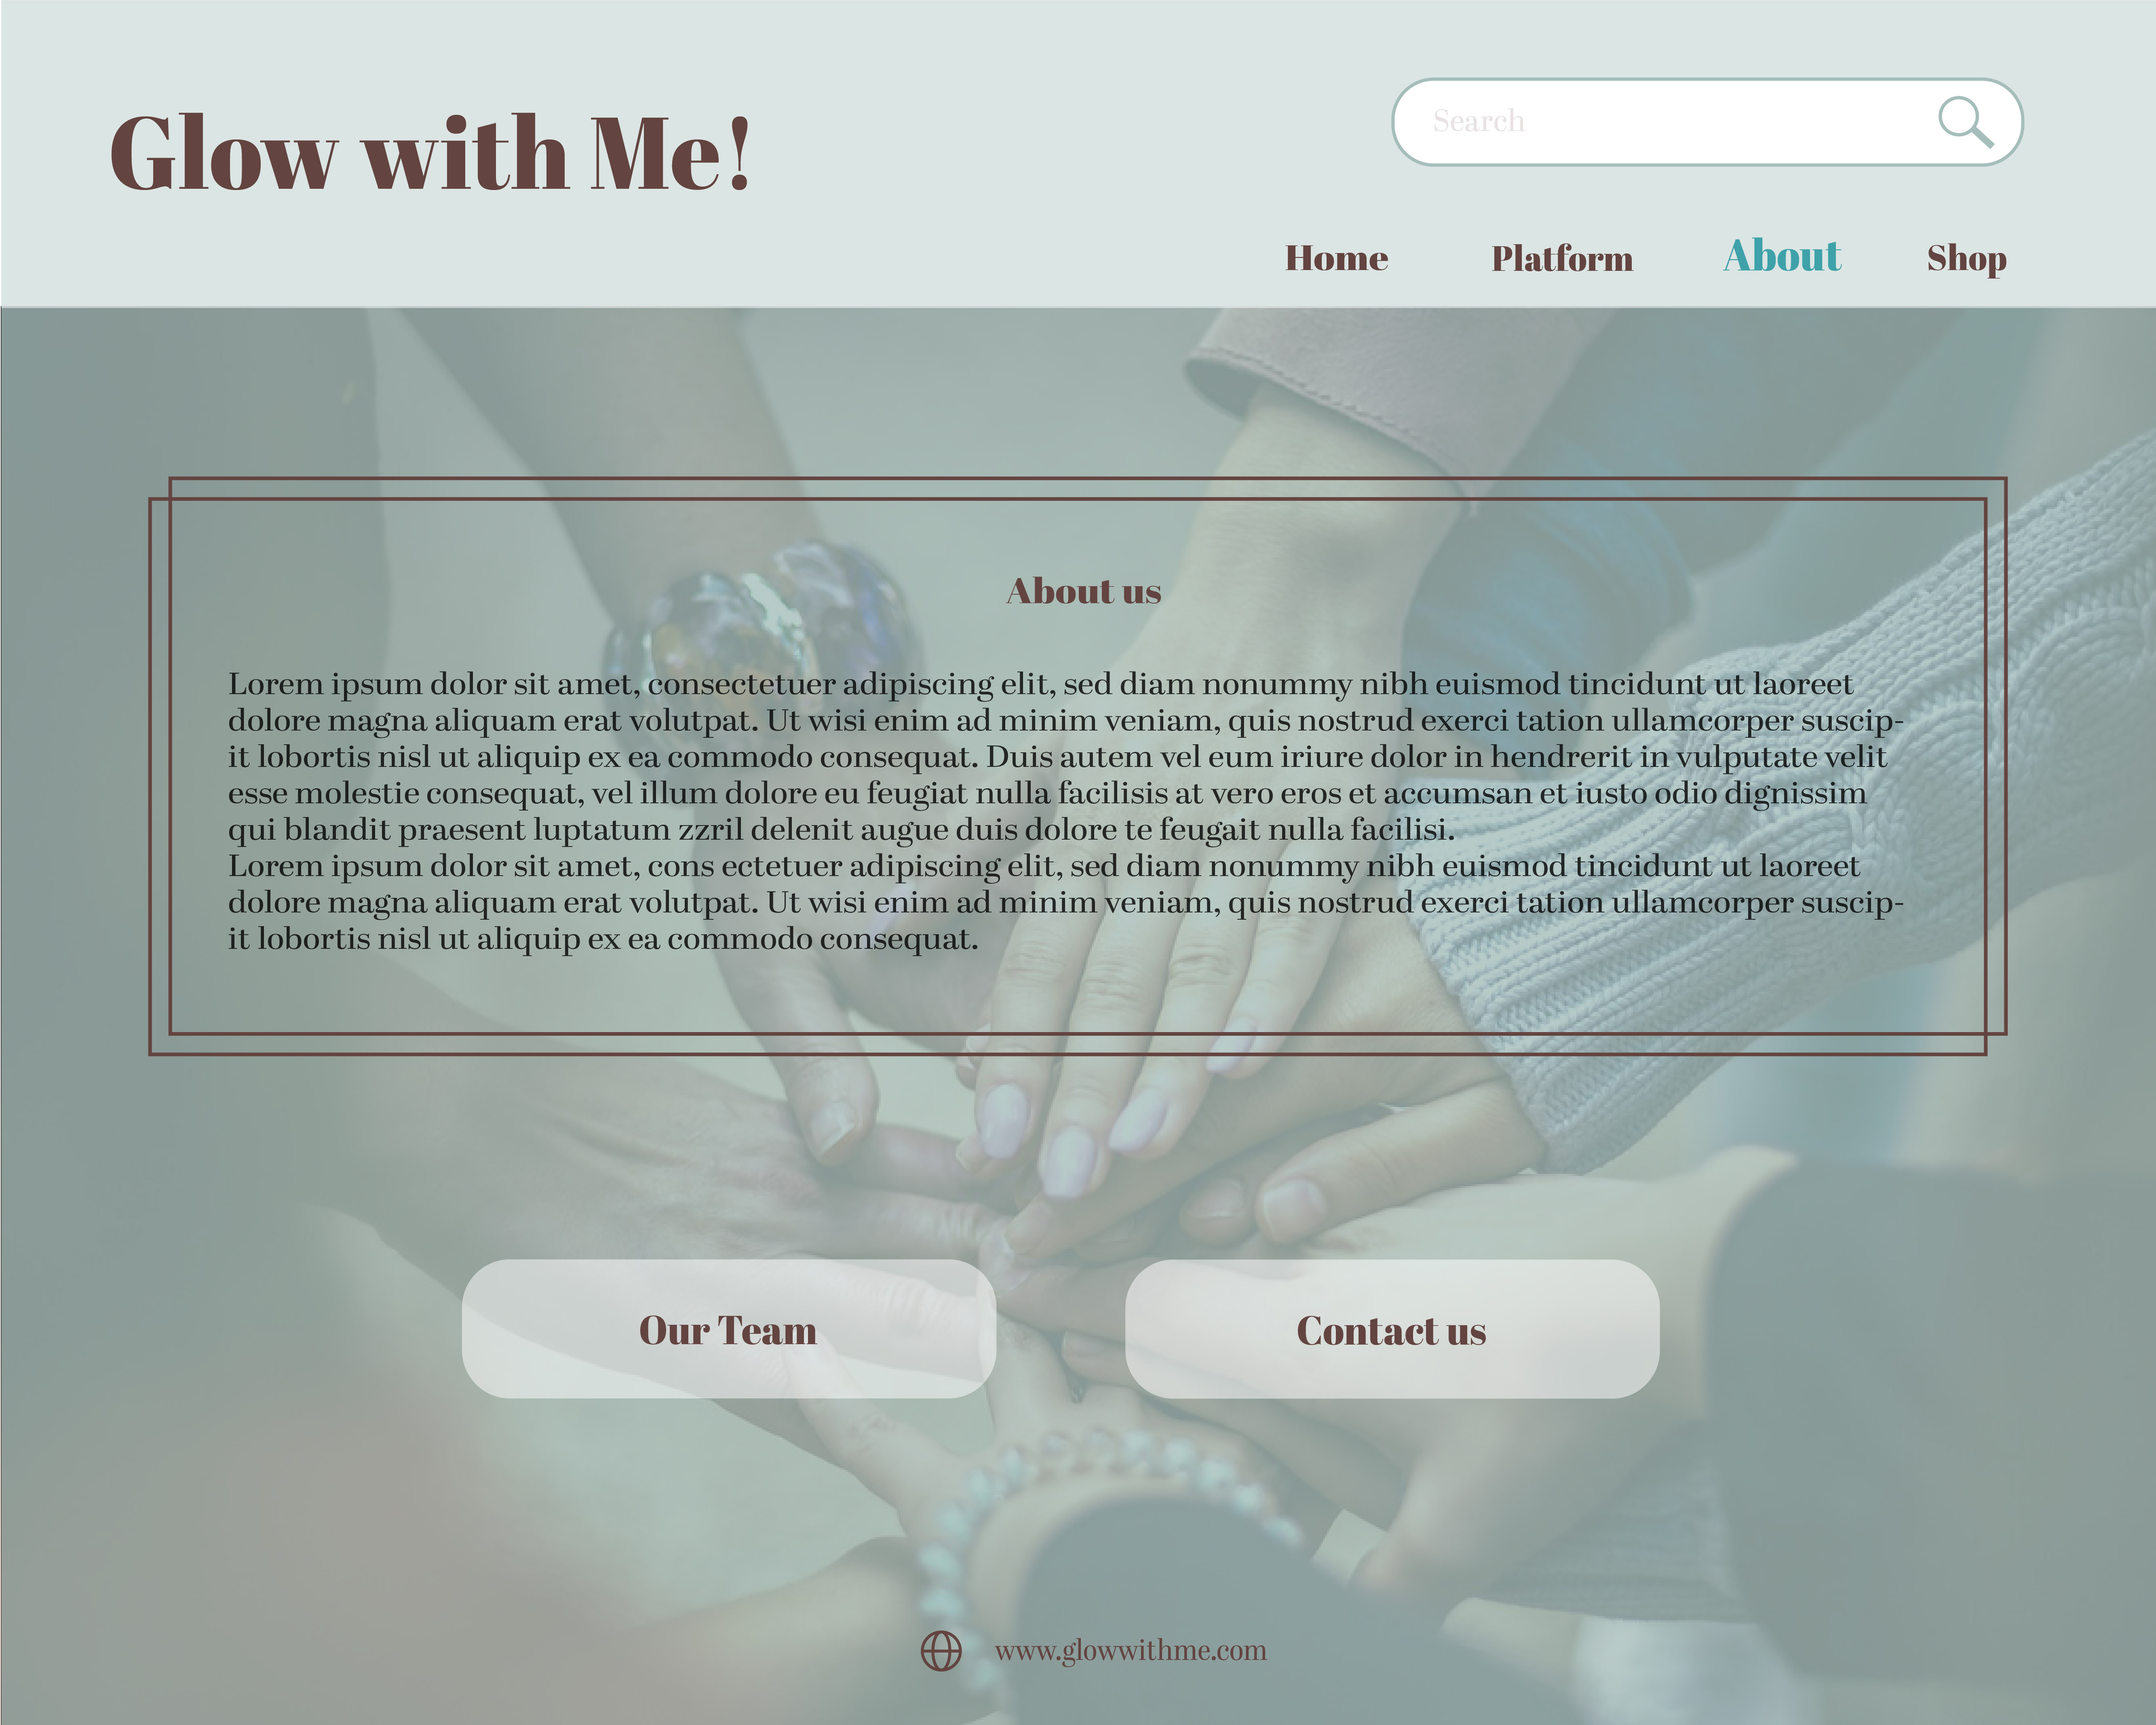 Glow with Me!
Search
Home Platform About Shop
About us
Lorem ipsum dolor sit amet, consectetuer adipiscing elit, sed diam nonummy nibh euismod tincidunt ut laoreet
dolore magna aliquam erat volutpat. Ut wisi enim ad minim veniam, quis nostrud exerci tation ullamcorper suscip-
it lobortis nisl ut aliquip ex ea commodo consequat. Duis autem vel eum iriure dolor in hendrerit in vulputate velit
esse molestie consequat, vel illum dolore eu feugiat nulla facilisis at vero eros et accumsan et iusto odio dignissim
qui blandit praesent luptatum zzril delenit augue duis dolore te feugait nulla facilisi.
Lorem ipsum dolor sit amet, cons ectetuer adipiscing elit, sed diam nonummy nibh euismod tincidunt ut laoreet
dolore magna aliquam erat volutpat. Ut wisi enim ad minim veniam, quis nostrud exerci tation ullamcorper suscip-
it lobortis nisl ut aliquip ex ea commodo consequat.
Our Team
Contact us
www.glowwithme.com